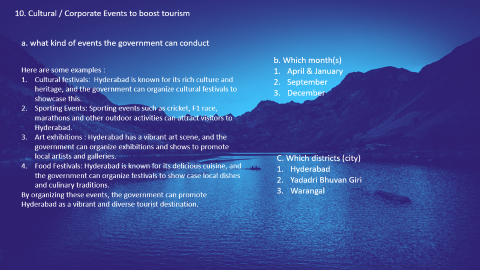 10. Cultural / Corporate Events to boost tourism
a. what kind of events the government can conduct
Here are some examples :
1. Cultural festivals: Hyderabad is known for its rich culture and
heritage, and the government can organize cultural festivals to
showcase this.
2. Sporting Events: Sporting events such as cricket, F1 race,
marathons and other outdoor activities can attract visitors to
Hyderabad.
3. Art exhibitions : Hyderabad has a vibrant art scene, and the
government can organize exhibitions and shows to promote
local artists and galleries.
4. Food Festivals: Hyderabad is known for its delicious cuisine, and
the government can organize festivals to show case local dishes
and culinary traditions.
By organizing these events, the government can promote
Hyderabad as a vibrant and diverse tourist destination.
b. Which month(s)
1. April & January
2. September
3. December
C. Which districts (city)
1. Hyderabad
2. Yadadri Bhuvan Giri
3. Warangal